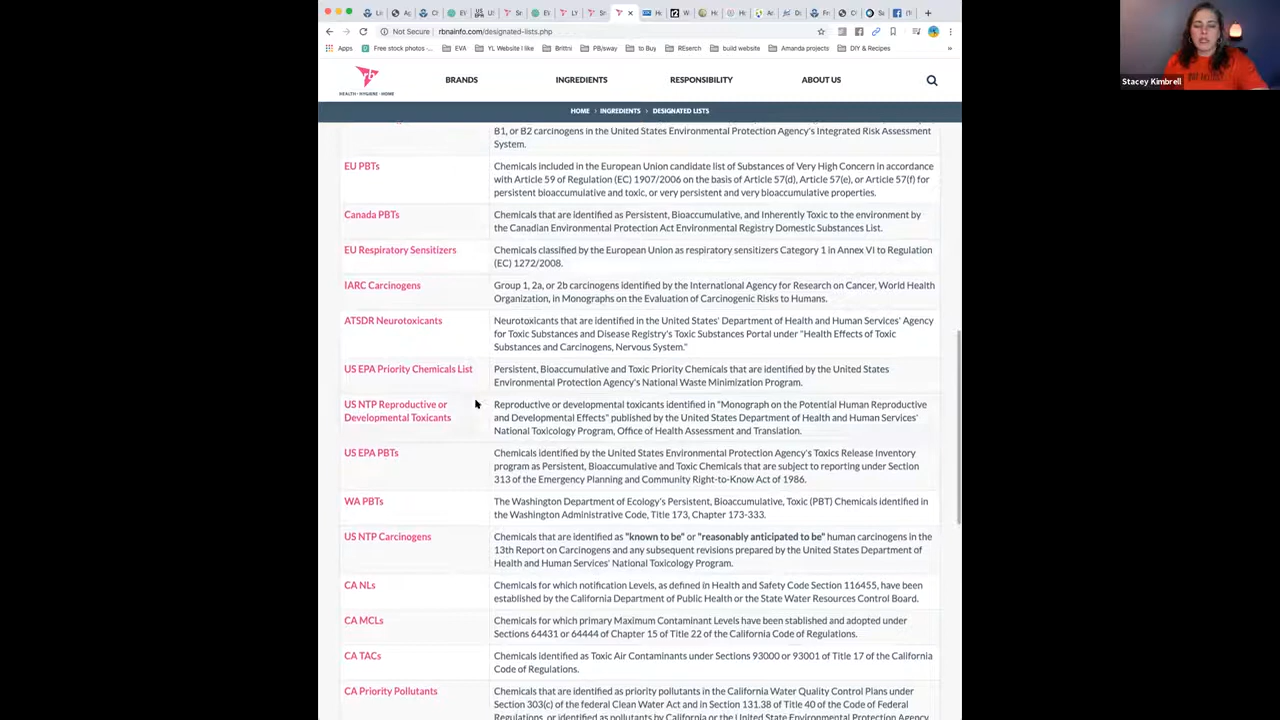 Not Secure | rbnainfo.com/designated-lists.php
Apps
Free stock photos -...
EVA
YL Website I like
Brittni
PB/sway
to Buy
REserch
build website
Amanda projects
DIY & Recipes
rb
HEALTH • HYGIENE • HOME
BRANDS
INGREDIENTS
RESPONSIBILITY
ABOUT US
HOME > INGREDIENTS > DESIGNATED LISTS
B1, or B2 carcinogens in the United States Environmental Protection Agency's Integrated Risk Assessment
System.
EU PBTs
Chemicals included in the European Union candidate list of Substances of Very High Concern in accordance
with Article 59 of Regulation (EC) 1907/2006 on the basis of Article 57(d), Article 57(e), or Article 57(f) for
persistent bioaccumulative and toxic, or very persistent and very bioaccumulative properties.
Canada PBTs
Chemicals that are identified as Persistent, Bioaccumulative, and Inherently Toxic to the environment by
the Canadian Environmental Protection Act Environmental Registry Domestic Substances List.
EU Respiratory Sensitizers
Chemicals classified by the European Union as respiratory sensitizers Category 1 in Annex VI to Regulation
(EC) 1272/2008.
IARC Carcinogens
Group 1, 2a, or 2b carcinogens identified by the International Agency for Research on Cancer, World Health
Organization, in Monographs on the Evaluation of Carcinogenic Risks to Humans.
ATSDR Neurotoxicants
Neurotoxicants that are identified in the United States' Department of Health and Human Services' Agency
for Toxic Substances and Disease Registry's Toxic Substances Portal under "Health Effects of Toxic
Substances and Carcinogens, Nervous System."
US EPA Priority Chemicals List
Persistent, Bioaccumulative and Toxic Priority Chemicals that are identified by the United States
Environmental Protection Agency's National Waste Minimization Program.
US NTP Reproductive or
Developmental Toxicants
Reproductive or developmental toxicants identified in "Monograph on the Potential Human Reproductive
and Developmental Effects" published by the United States Department of Health and Human Services'
National Toxicology Program, Office of Health Assessment and Translation.
US EPA PBTs
Chemicals identified by the United States Environmental Protection Agency's Toxics Release Inventory
program as Persistent, Bioaccumulative and Toxic Chemicals that are subject to reporting under Section
313 of the Emergency Planning and Community Right-to-Know Act of 1986.
WA PBTs
The Washington Department of Ecology's Persistent, Bioaccumulative, Toxic (PBT) Chemicals identified in
the Washington Administrative Code, Title 173, Chapter 173-333.
US NTP Carcinogens
Chemicals that are identified as "known to be" or "reasonably anticipated to be" human carcinogens in the
13th Report on Carcinogens and any subsequent revisions prepared by the United States Department of
Health and Human Services' National Toxicology Program.
CA NLs
Chemicals for which notification Levels, as defined in Health and Safety Code Section 116455, have been
established by the California Department of Public Health or the State Water Resources Control Board.
CA MCLs
Chemicals for which primary Maximum Contaminant Levels have been stablished and adopted under
Sections 64431 or 64444 of Chapter 15 of Title 22 of the California Code of Regulations.
CA TACs
Chemicals identified as Toxic Air Contaminants under Sections 93000 or 93001 of Title 17 of the California
Code of Regulations.
CA Priority Pollutants
Chemicals that are identified as priority pollutants in the California Water Quality Control Plans under
Section 303(c) of the federal Clean Water Act and in Section 131.38 of Title 40 of the Code of Federal
Regulations, or identified as pollutants by California or the United States Environmental Protection Agency
Stacey Kimbrell